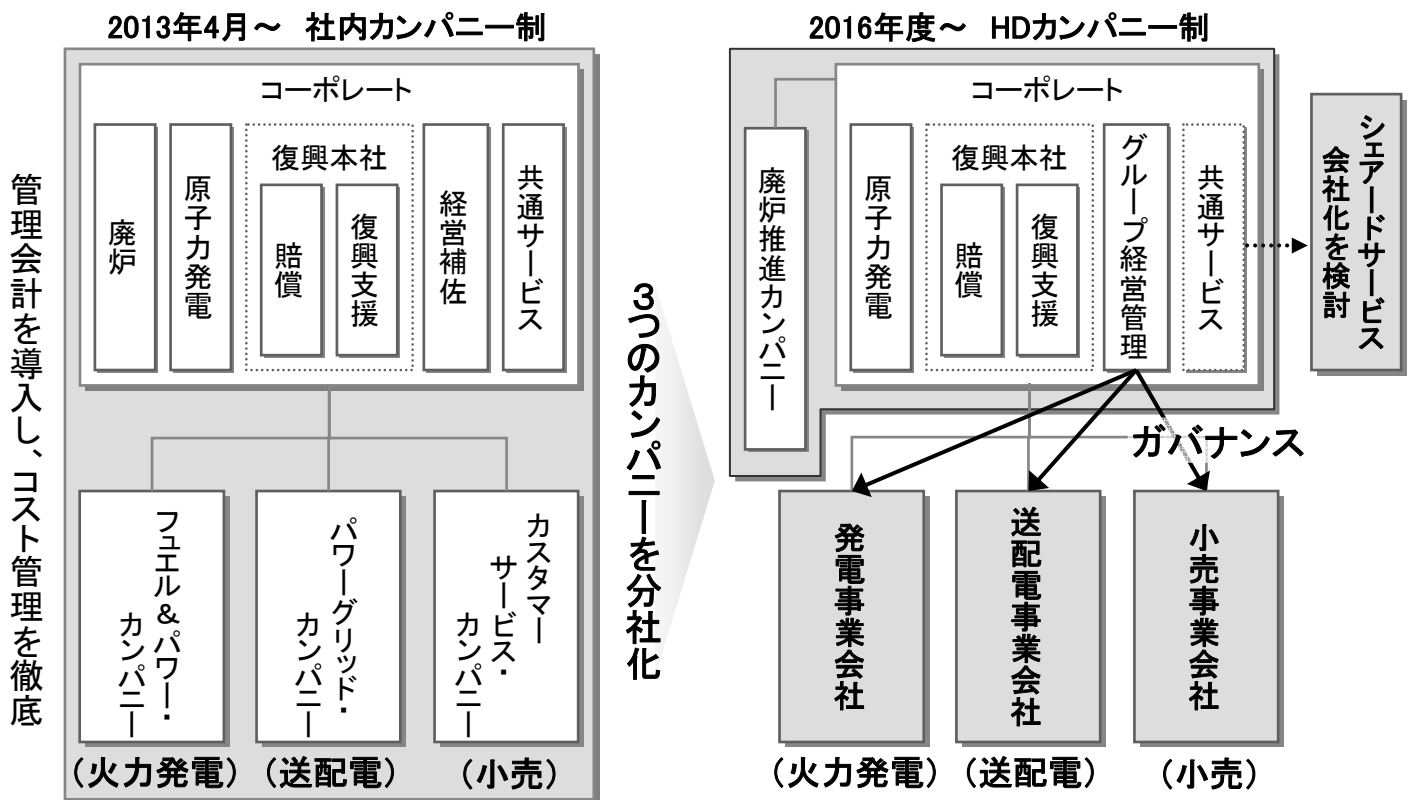 2013年4月～ 社内カンパニー制
管理会計を導入し、コスト管理を徹底
コーポレート
廃炉
原子力発電
復興本社
賠償
復興支援
経営補佐
共通サービス
フュエル＆パワー・
カンパニー
パワーグリッド・
カンパニー
カスタマー
サービス・
カンパニー
（火力発電）
（送配電）
（小売）
３つのカンパニーを分社化
2016年度～ HDカンパニー制
コーポレート
廃炉推進カンパニー
原子力発電
復興本社
賠償
復興支援
グループ経営管理
共通サービス
シェアードサービス
会社化を検討
ガバナンス
発電事業会社
送配電事業会社
小売事業会社
（火力発電）
（送配電）
（小売）